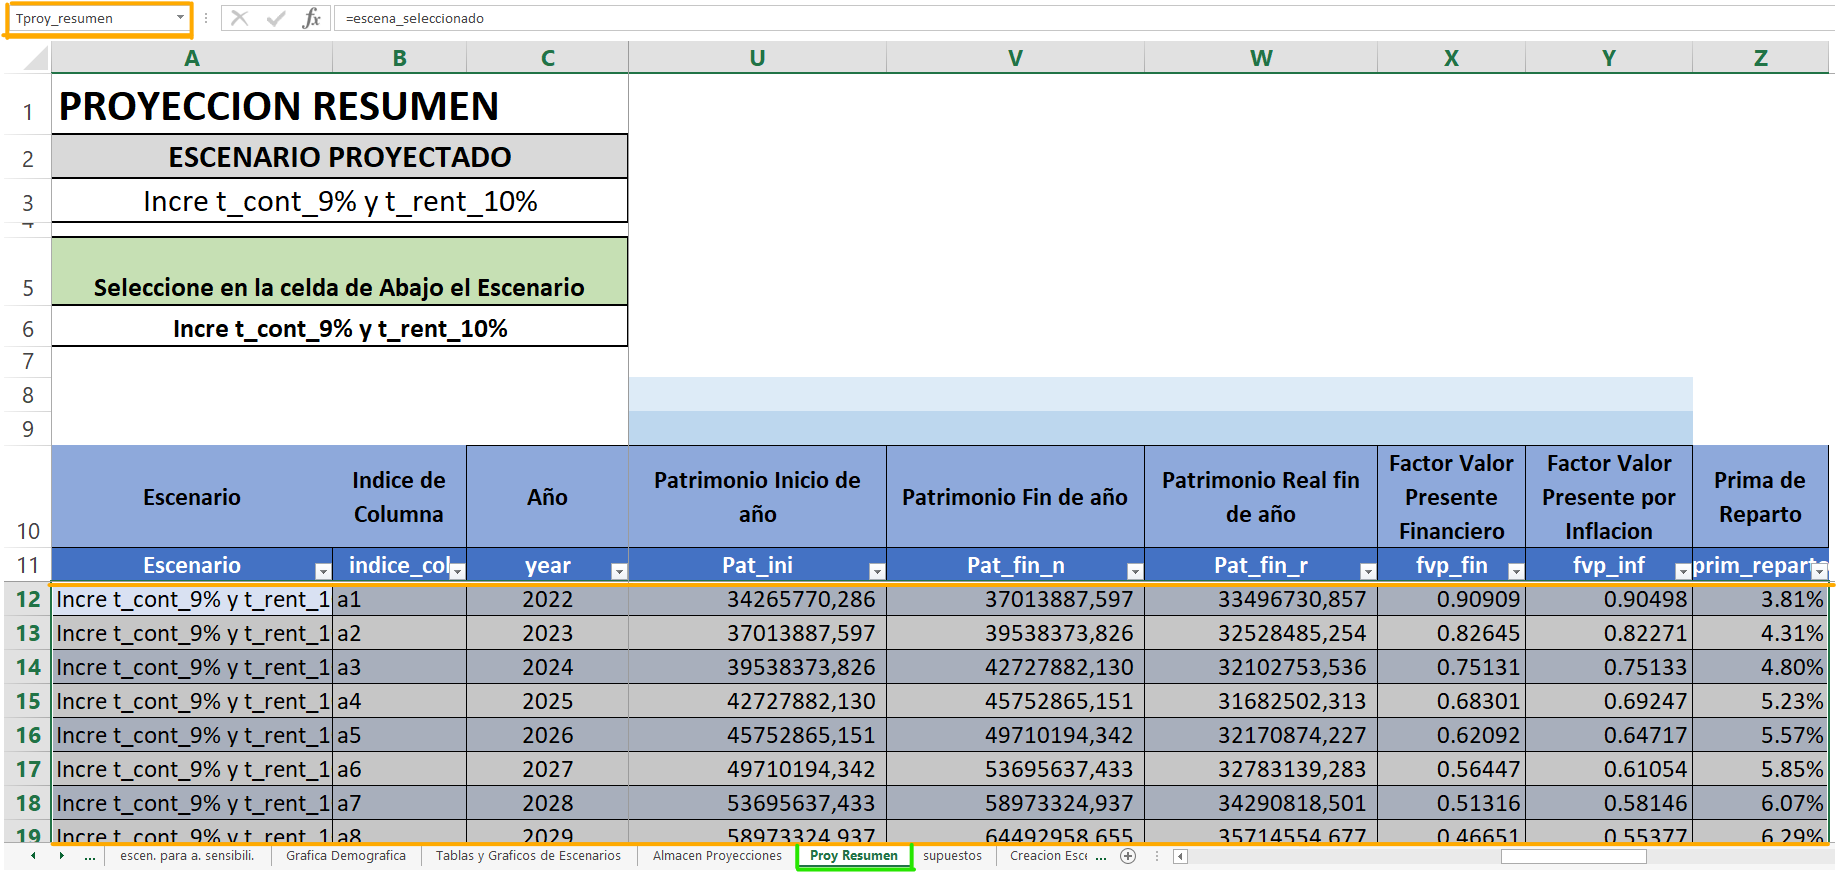 Tproy_resumen fx =escena_seleccionado
A B C U V W X Y Z
1 PROYECCION RESUMEN
2 ESCENARIO PROYECTADO
3 Incre t_cont_9% y t_rent_10%
4
5 Seleccione en la celda de Abajo el Escenario
6 Incre t_cont_9% y t_rent_10%
7
8
9
10 Escenario Indice de Columna Año Patrimonio Inicio de año Patrimonio Fin de año Patrimonio Real fin de año Factor Valor Presente Financiero Factor Valor Presente por Inflacion Prima de Reparto
11 Escenario indice_col year Pat_ini Pat_fin_n Pat_fin_r fvp_fin fvp_inf prim_reparto
12 Incre t_cont_9% y t_rent_1 a1 2022 34265770,286 37013887,597 33496730,857 0.90909 0.90498 3.81%
13 Incre t_cont_9% y t_rent_1 a2 2023 37013887,597 39538373,826 32528485,254 0.82645 0.82271 4.31%
14 Incre t_cont_9% y t_rent_1 a3 2024 39538373,826 42727882,130 32102753,536 0.75131 0.75133 4.80%
15 Incre t_cont_9% y t_rent_1 a4 2025 42727882,130 45752865,151 31682502,313 0.68301 0.69247 5.23%
16 Incre t_cont_9% y t_rent_1 a5 2026 45752865,151 49710194,342 32170874,227 0.62092 0.64717 5.57%
17 Incre t_cont_9% y t_rent_1 a6 2027 49710194,342 53695637,433 32783139,283 0.56447 0.61054 5.85%
18 Incre t_cont_9% y t_rent_1 a7 2028 53695637,433 58973324,937 34290818,501 0.51316 0.58146 6.07%
19 Incre t_cont_9% y t_rent_1 a8 2029 58973324,937 64492958,655 35714554,677 0.46651 0.55377 6.29%
... escen. para a. sensibili. Grafica Demografica Tablas y Graficos de Escenarios Almacen Proyecciones Proy Resumen supuestos Creacion Esce ...